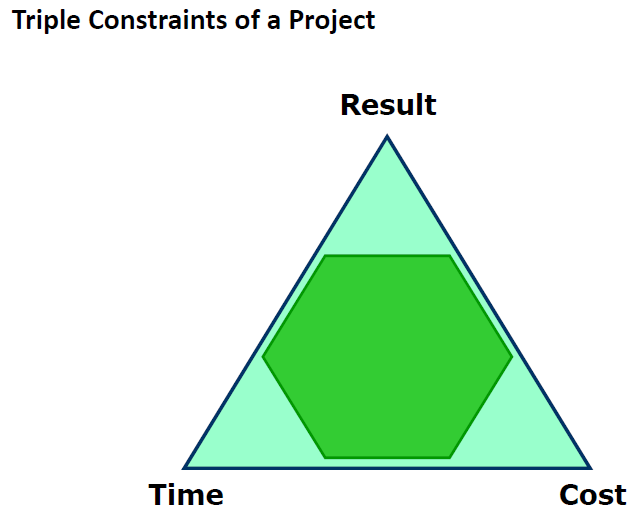 Triple Constraints of a Project
Result
Time
Cost